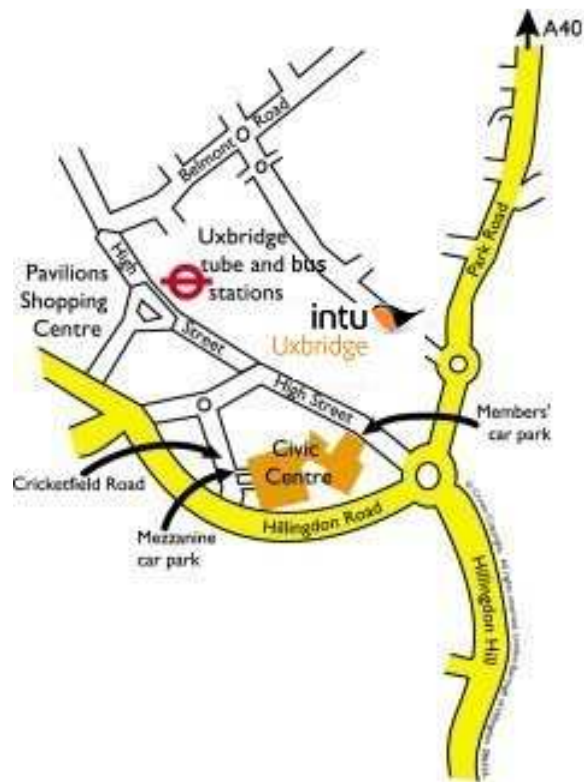 A40
Belmont Road
Park Road
High
Street
Uxbridge
tube and bus
stations
Pavilions
Shopping
Centre
intu
Uxbridge
High Street
Members'
car park
Civic
Centre
Cricketfield Road
Hillingdon Road
Mezzanine
car park
Hillingdon Hill